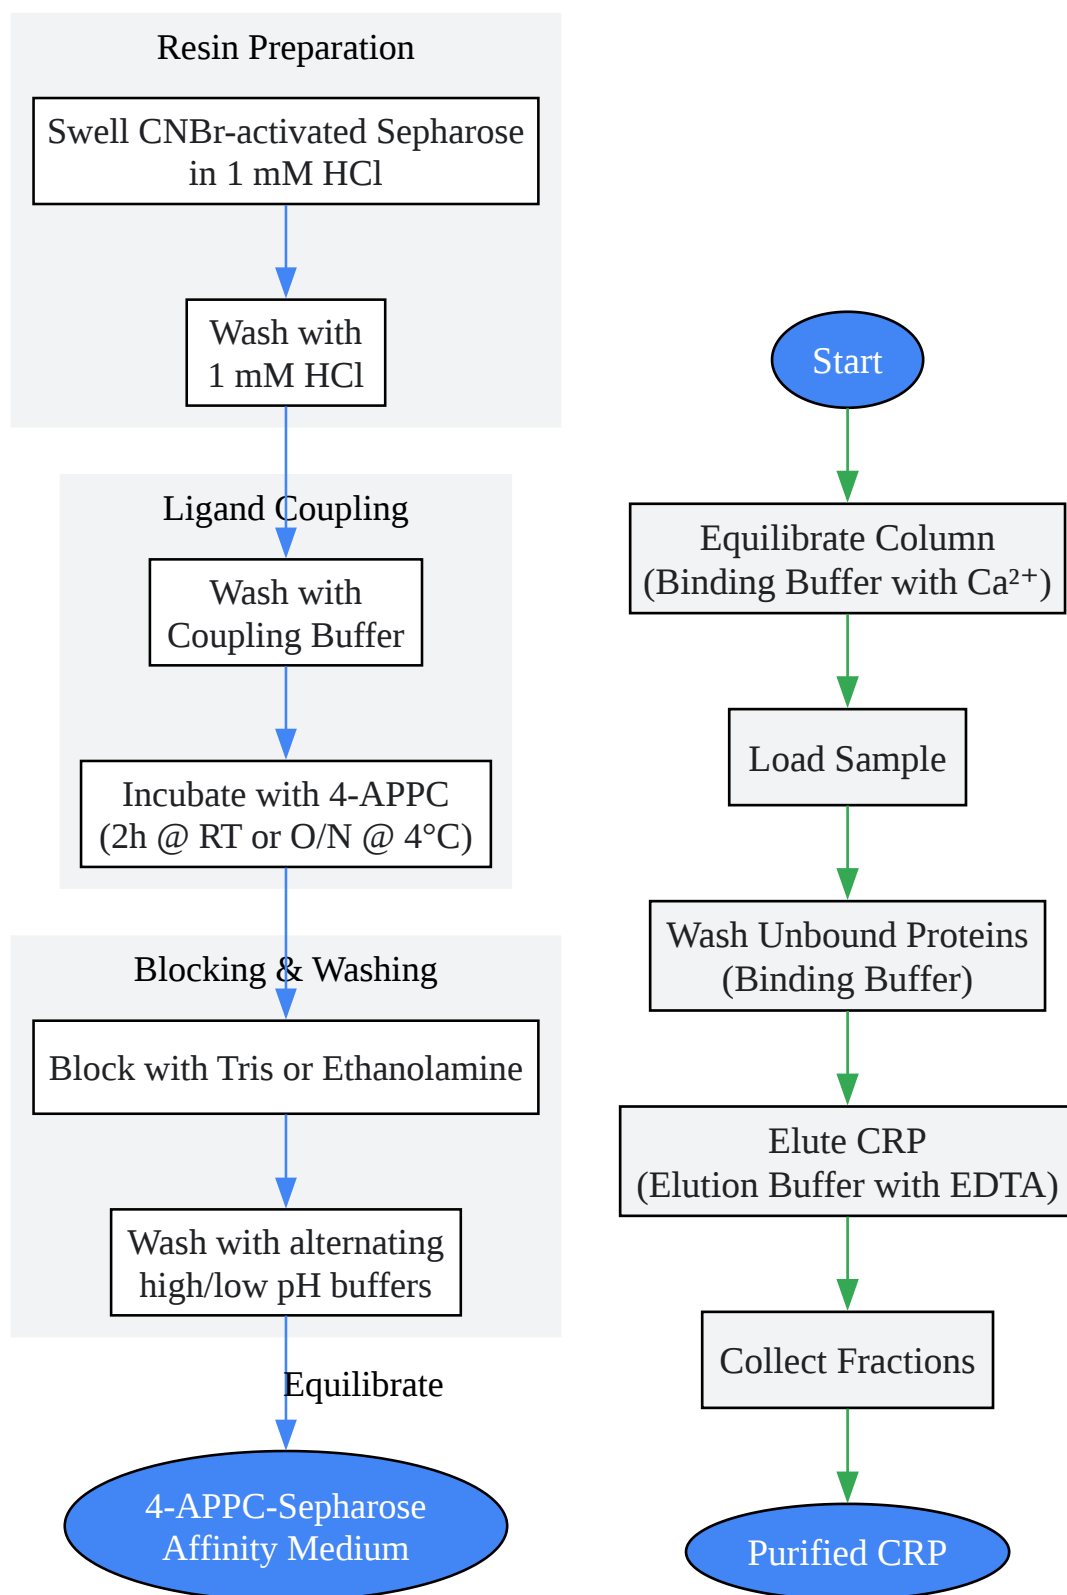 Resin Preparation
Swell CNBr-activated Sepharose
in 1 mM HCl
Wash with
1 mM HCl
Ligand Coupling
Wash with
Coupling Buffer
Incubate with 4-APPC
(2h @ RT or O/N @ 4°C)
Blocking & Washing
Block with Tris or Ethanolamine
Wash with alternating
high/low pH buffers
Equilibrate
4-APPC-Sepharose
Affinity Medium
Start
Equilibrate Column
(Binding Buffer with Ca²⁺)
Load Sample
Wash Unbound Proteins
(Binding Buffer)
Elute CRP
(Elution Buffer with EDTA)
Collect Fractions
Purified CRP